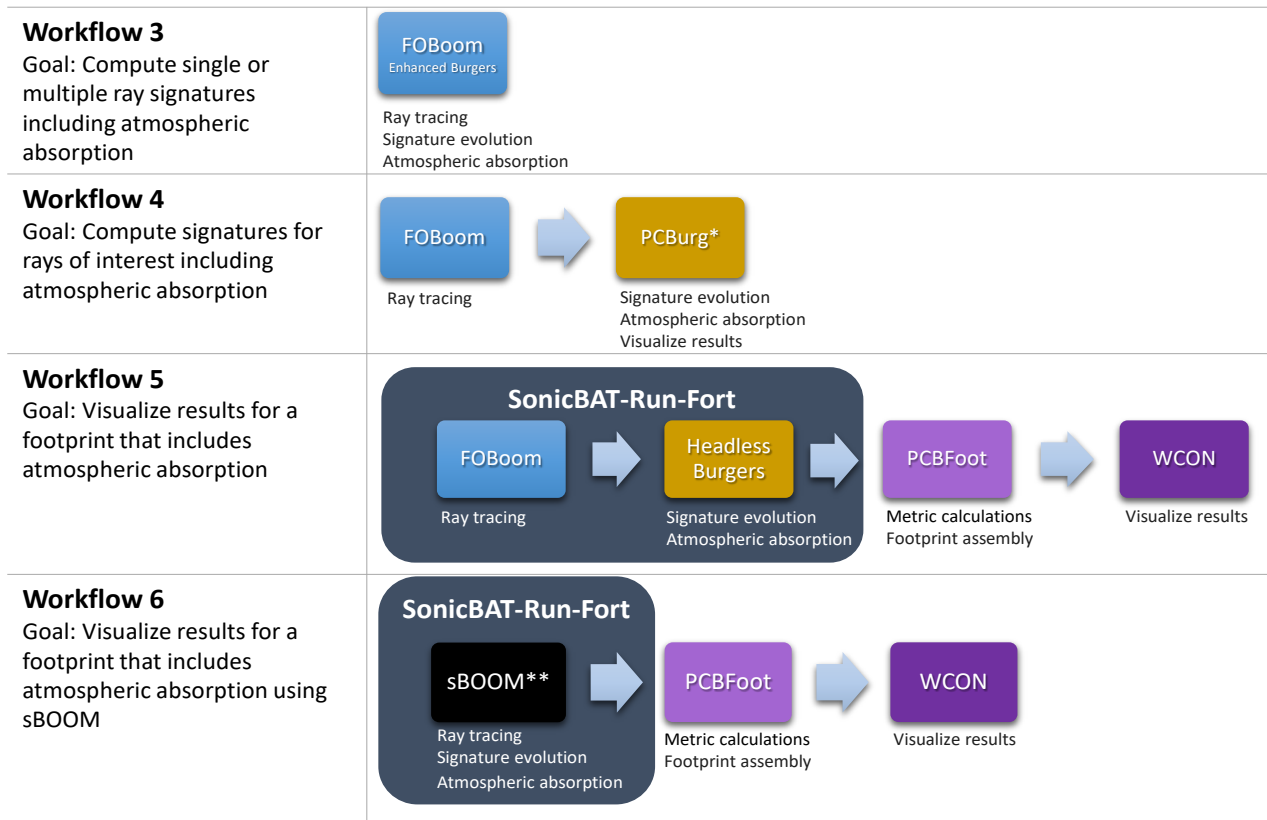 Workflow 3
Goal: Compute single or
multiple ray signatures
including atmospheric
absorption
FOBoom
Enhanced Burgers
Ray tracing
Signature evolution
Atmospheric absorption
Workflow 4
Goal: Compute signatures for
rays of interest including
atmospheric absorption
FOBoom
Ray tracing
PCBurg*
Signature evolution
Atmospheric absorption
Visualize results
Workflow 5
Goal: Visualize results for a
footprint that includes
atmospheric absorption
SonicBAT-Run-Fort
FOBoom
Ray tracing
Headless
Burgers
Signature evolution
Atmospheric absorption
PCBFoot
Metric calculations
Footprint assembly
WCON
Visualize results
Workflow 6
Goal: Visualize results for a
footprint that includes
atmospheric absorption using
sBOOM
SonicBAT-Run-Fort
sBOOM**
Ray tracing
Signature evolution
Atmospheric absorption
PCBFoot
Metric calculations
Footprint assembly
WCON
Visualize results